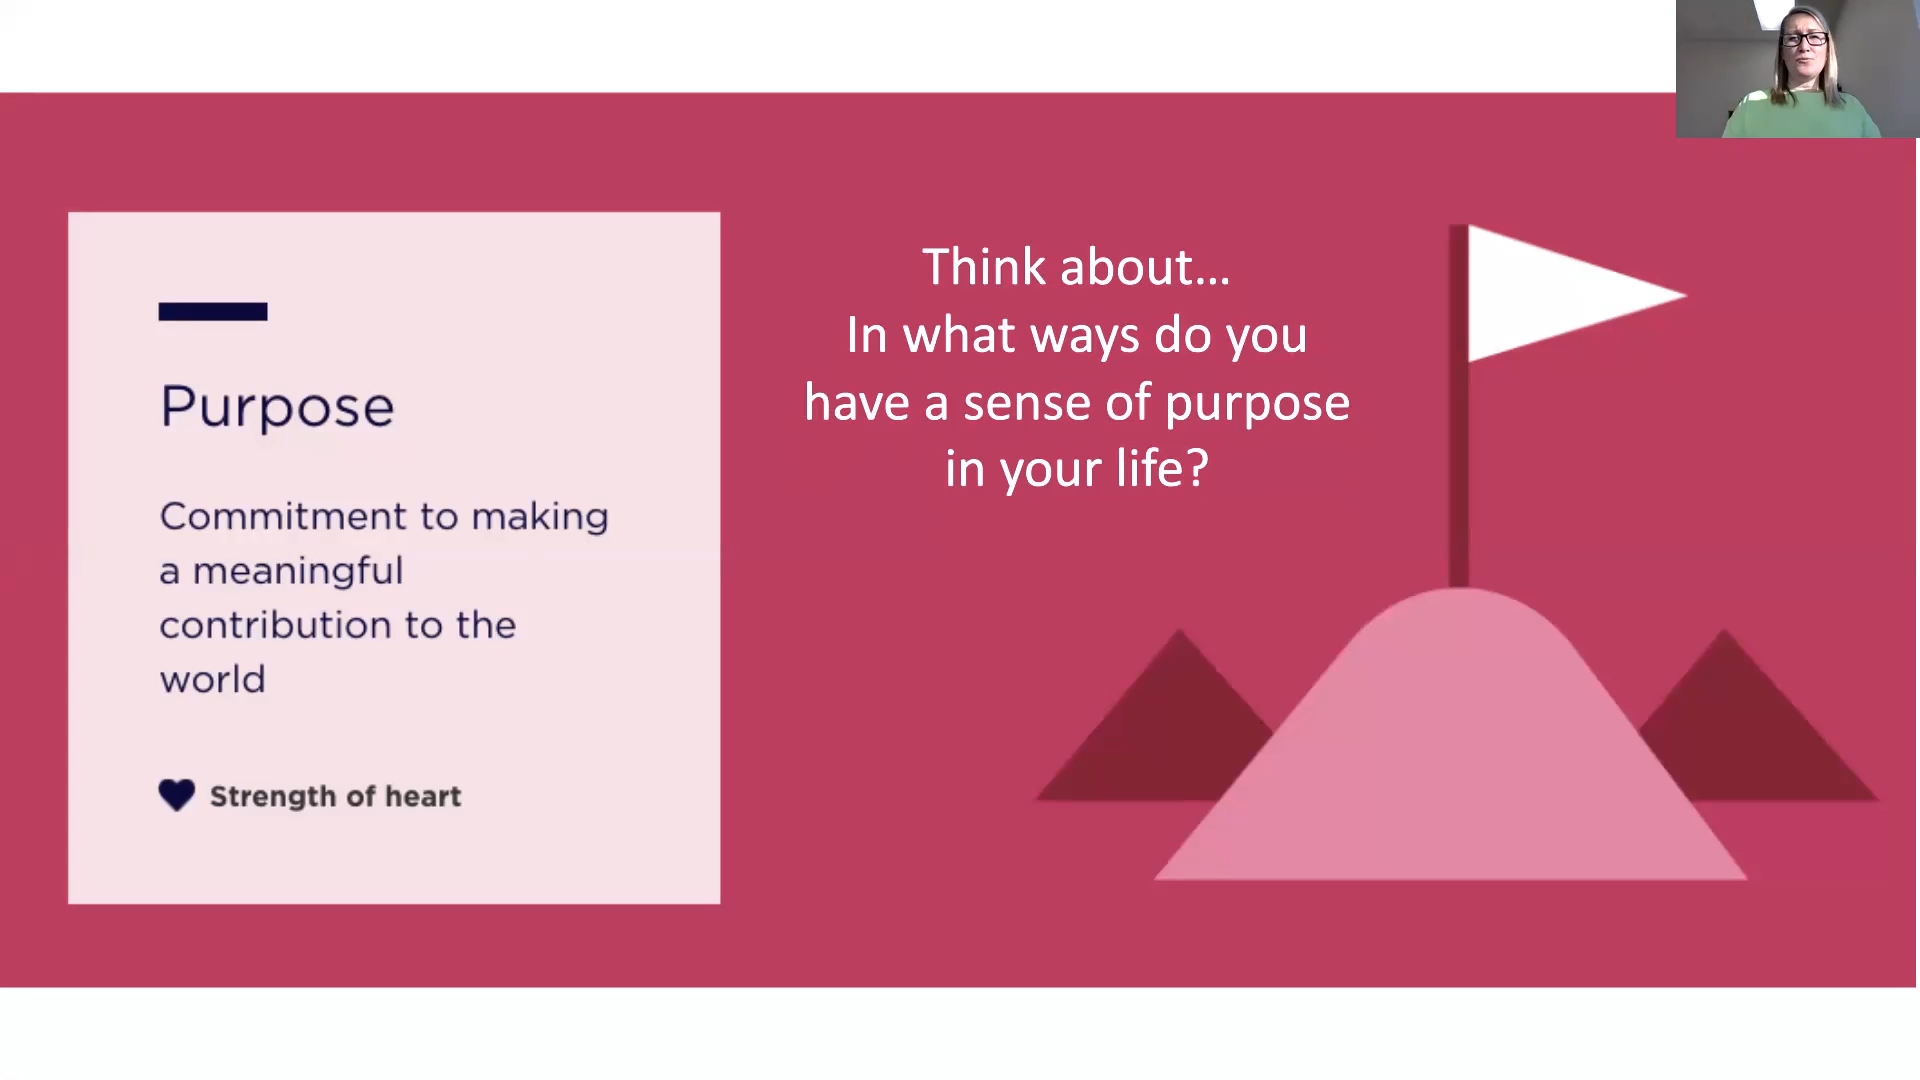 Purpose
Commitment to making
a meaningful
contribution to the
world
Strength of heart
Think about...
In what ways do you
have a sense of purpose
in your life?